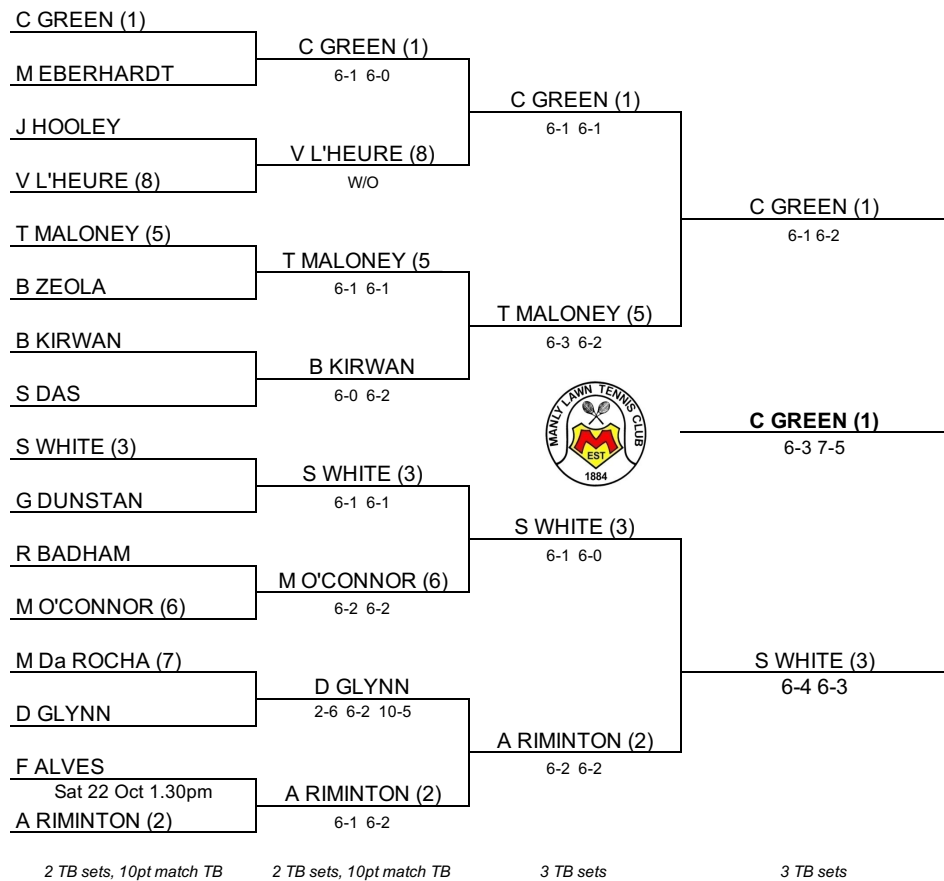 C GREEN (1)
M EBERHARDT
C GREEN (1)
6-1 6-0
J HOOLEY
V L'HEURE (8)
V L'HEURE (8)
W/O
C GREEN (1)
6-1 6-1
T MALONEY (5)
B ZEOLA
T MALONEY (5
6-1 6-1
B KIRWAN
S DAS
B KIRWAN
6-0 6-2
T MALONEY (5)
6-3 6-2
C GREEN (1)
6-1 6-2
MANLY LAWN TENNIS CLUB
M
EST
1884
C GREEN (1)
6-3 7-5
S WHITE (3)
G DUNSTAN
S WHITE (3)
6-1 6-1
R BADHAM
M O'CONNOR (6)
M O'CONNOR (6)
6-2 6-2
S WHITE (3)
6-1 6-0
M Da ROCHA (7)
D GLYNN
D GLYNN
2-6 6-2 10-5
F ALVES
Sat 22 Oct 1.30pm
A RIMINTON (2)
A RIMINTON (2)
6-1 6-2
A RIMINTON (2)
6-2 6-2
S WHITE (3)
6-4 6-3
2 TB sets, 10pt match TB
2 TB sets, 10pt match TB
3 TB sets
3 TB sets